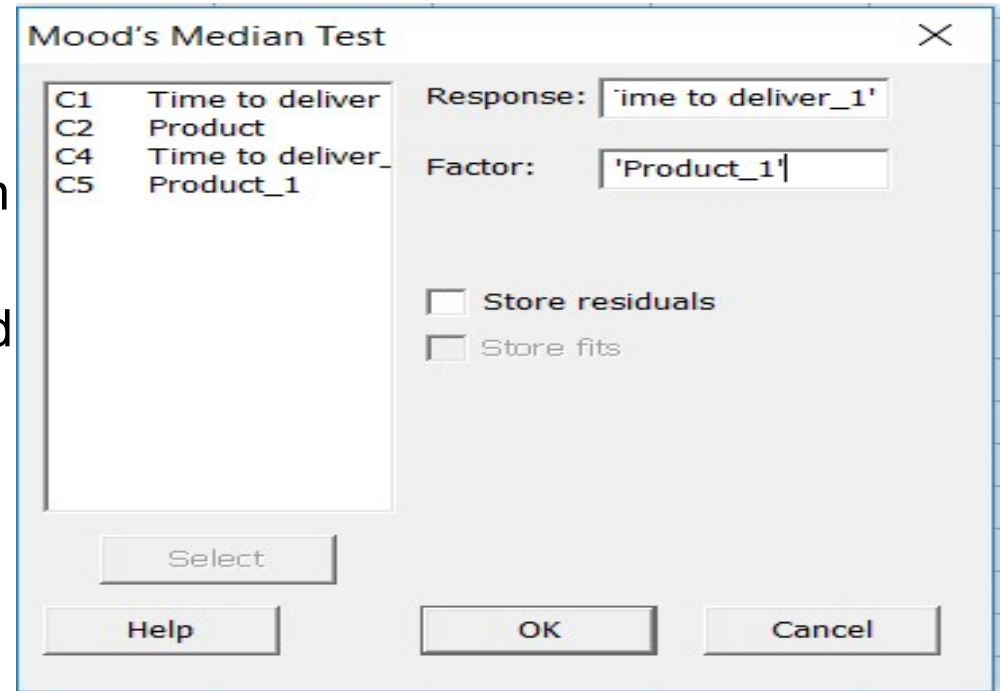 Mood's Median Test
C1 Time to deliver
C2 Product
C4 Time to deliver_
C5 Product_1
Response: 'ime to deliver_1'
Factor: 'Product_1'
Store residuals
Store fits
Select
Help OK Cancel
n
d